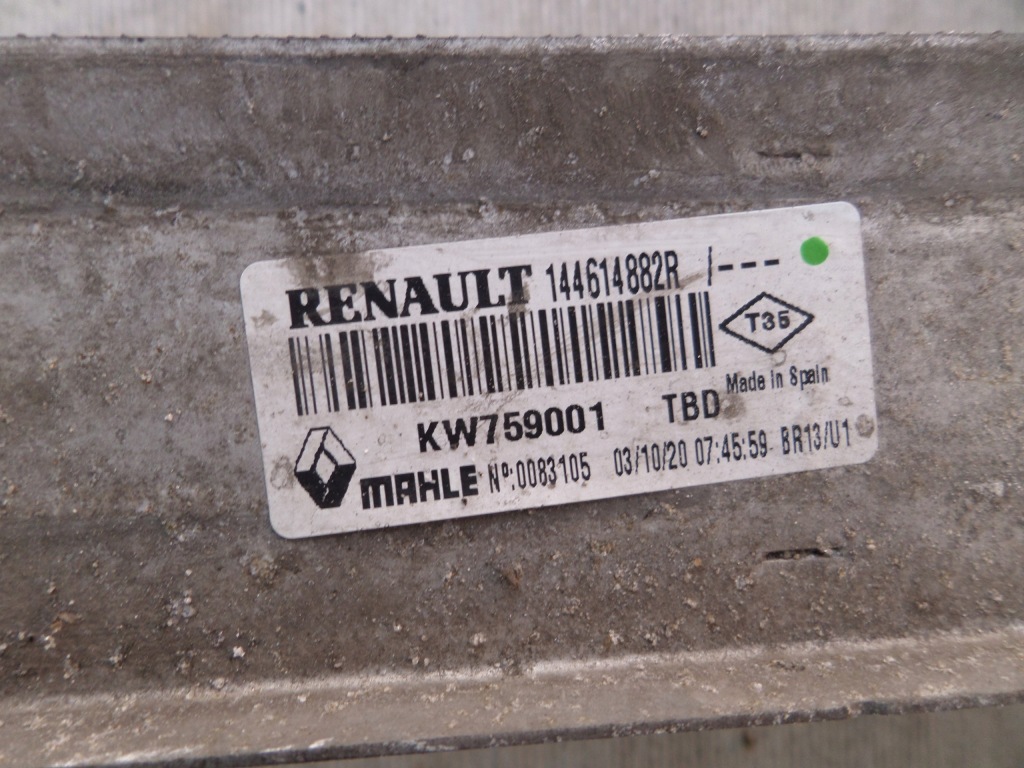 RENAULT 144614882R /---
T35
Made in Spain
KW759001 TBD
MAHLE Nº:0083105 03/10/20 07:45:59 BR13/U1